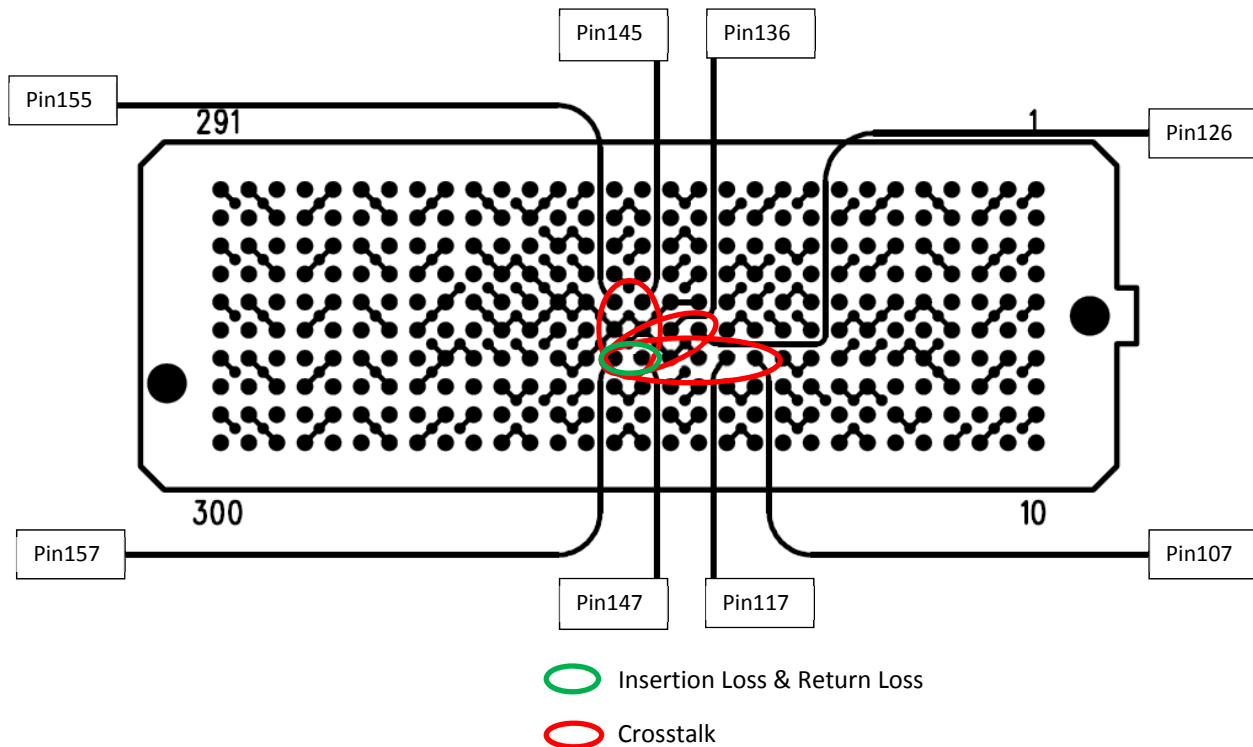 Pin145
Pin136
Pin155
291
1
Pin126
300
10
Pin157
Pin107
Pin147
Pin117
Insertion Loss & Return Loss
Crosstalk